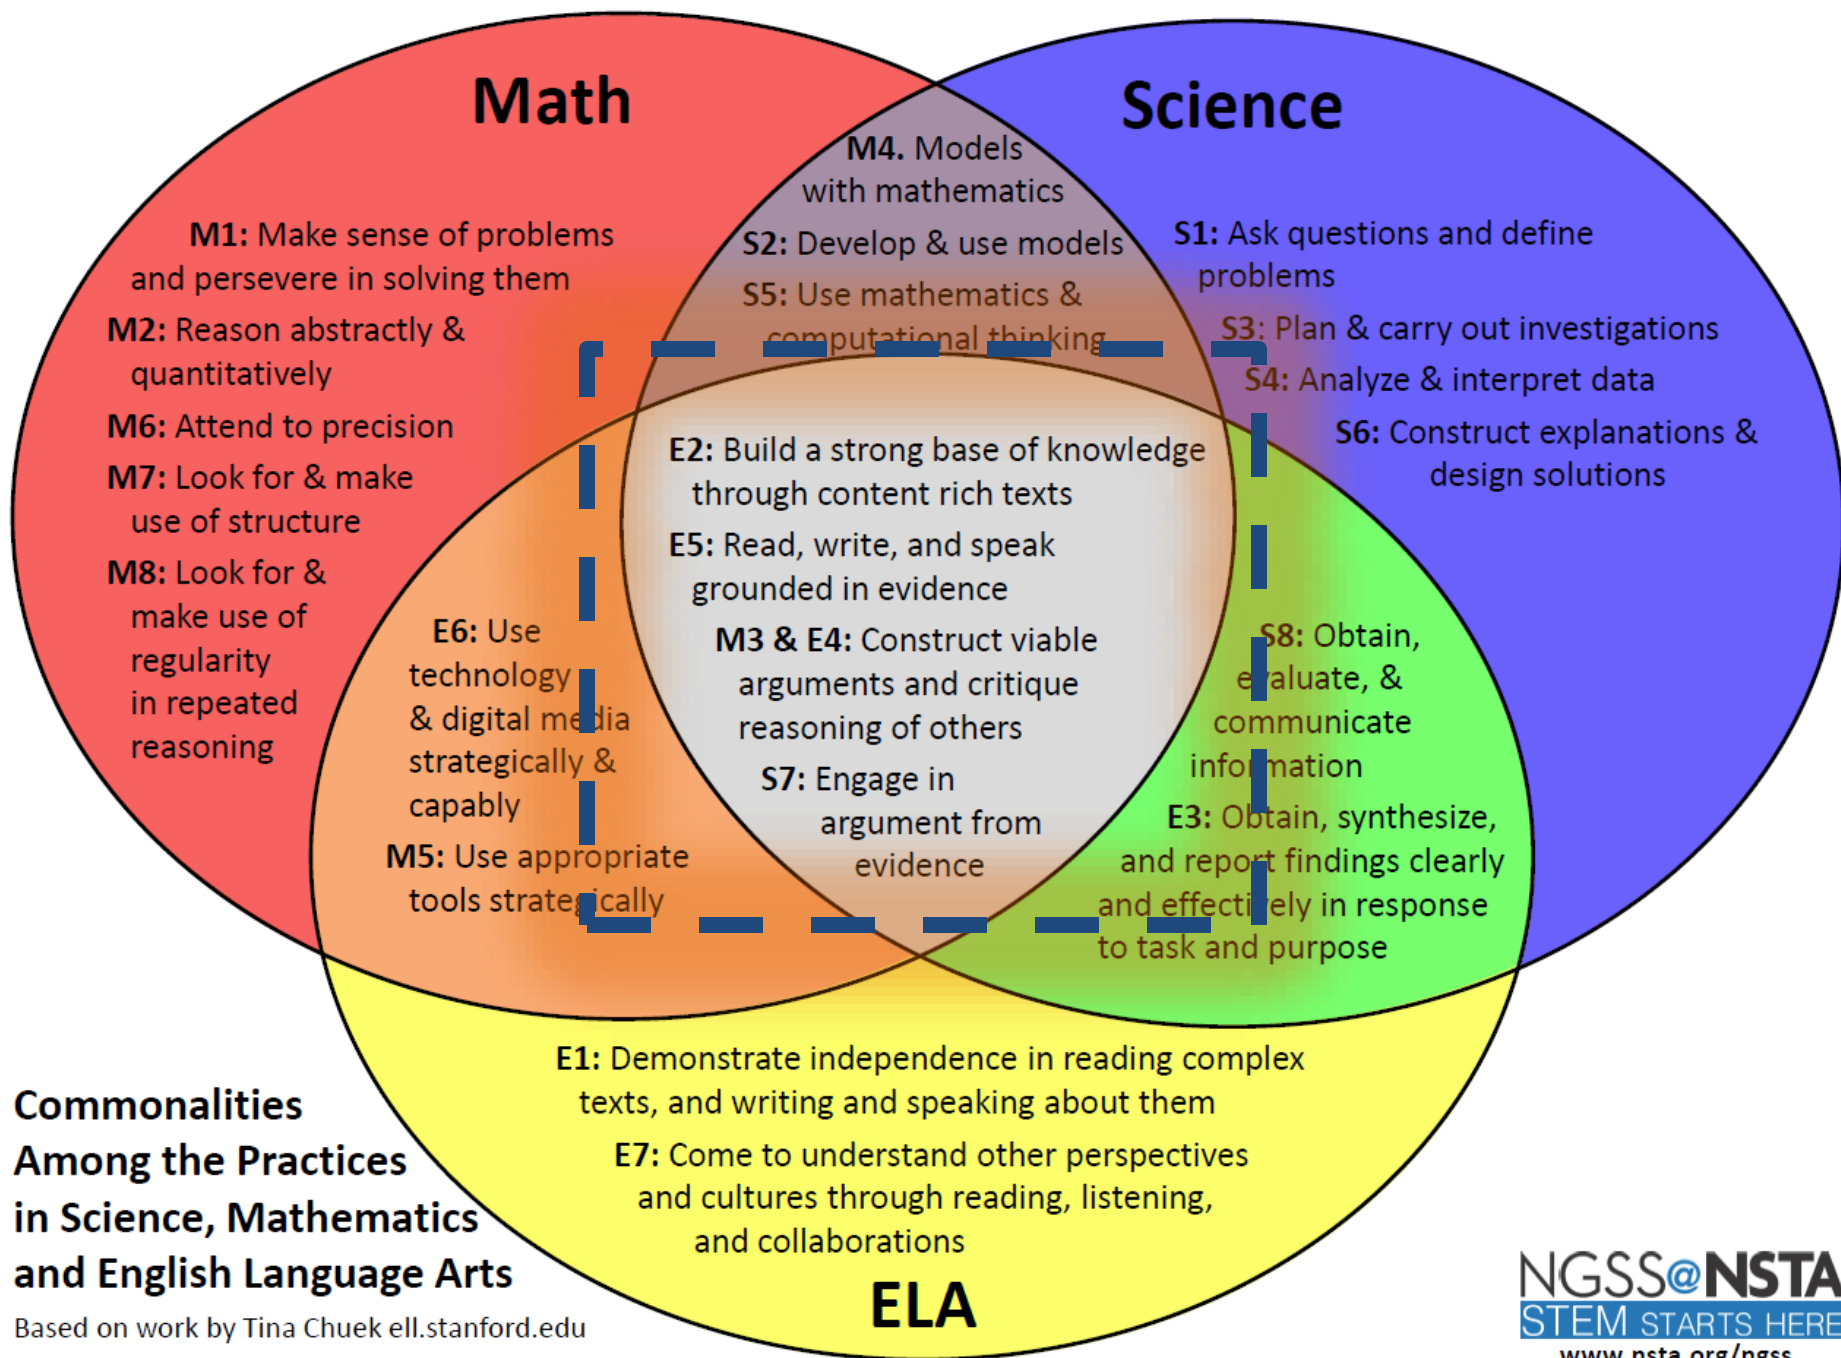 Math
Science
M4. Models
with mathematics
S2: Develop & use models
S5: Use mathematics &
computational thinking
M1: Make sense of problems
and persevere in solving them
M2: Reason abstractly &
quantitatively
M6: Attend to precision
M7: Look for & make
use of structure
M8: Look for &
make use of
regularity
in repeated
reasoning
S1: Ask questions and define
problems
S3: Plan & carry out investigations
S4: Analyze & interpret data
S6: Construct explanations &
design solutions
E2: Build a strong base of knowledge
through content rich texts
E5: Read, write, and speak
grounded in evidence
M3 & E4: Construct viable
arguments and critique
reasoning of others
S7: Engage in
argument from
evidence
E6: Use
technology
& digital media
strategically &
capably
M5: Use appropriate
tools strategically
S8: Obtain,
evaluate, &
communicate
information
E3: Obtain, synthesize,
and report findings clearly
and effectively in response
to task and purpose
E1: Demonstrate independence in reading complex
texts, and writing and speaking about them
E7: Come to understand other perspectives
and cultures through reading, listening,
and collaborations
ELA
Commonalities
Among the Practices
in Science, Mathematics
and English Language Arts
Based on work by Tina Chuek ell.stanford.edu
NGSS@NSTA
STEM STARTS HERE
www.nsta.org/ngss